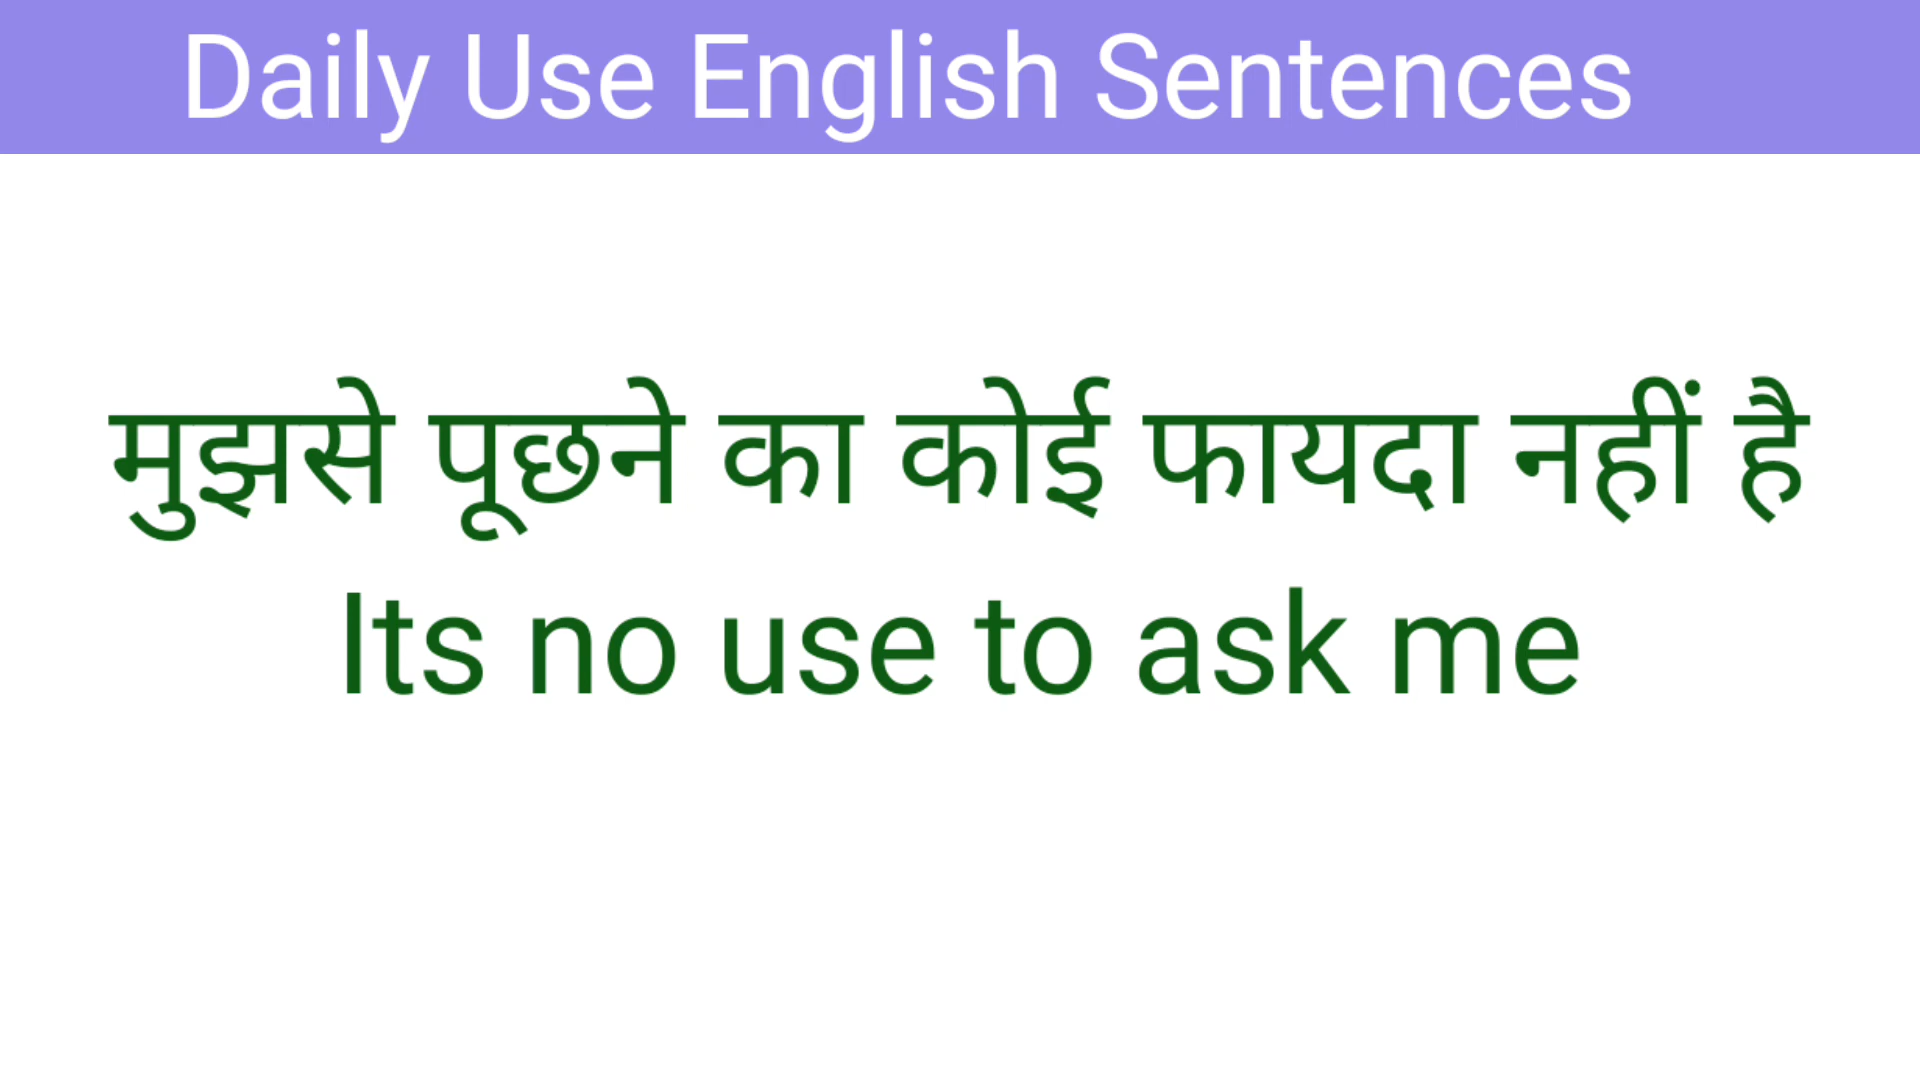 Daily Use English Sentences
मुझसे पूछने का कोई फायदा नहीं है
Its no use to ask me